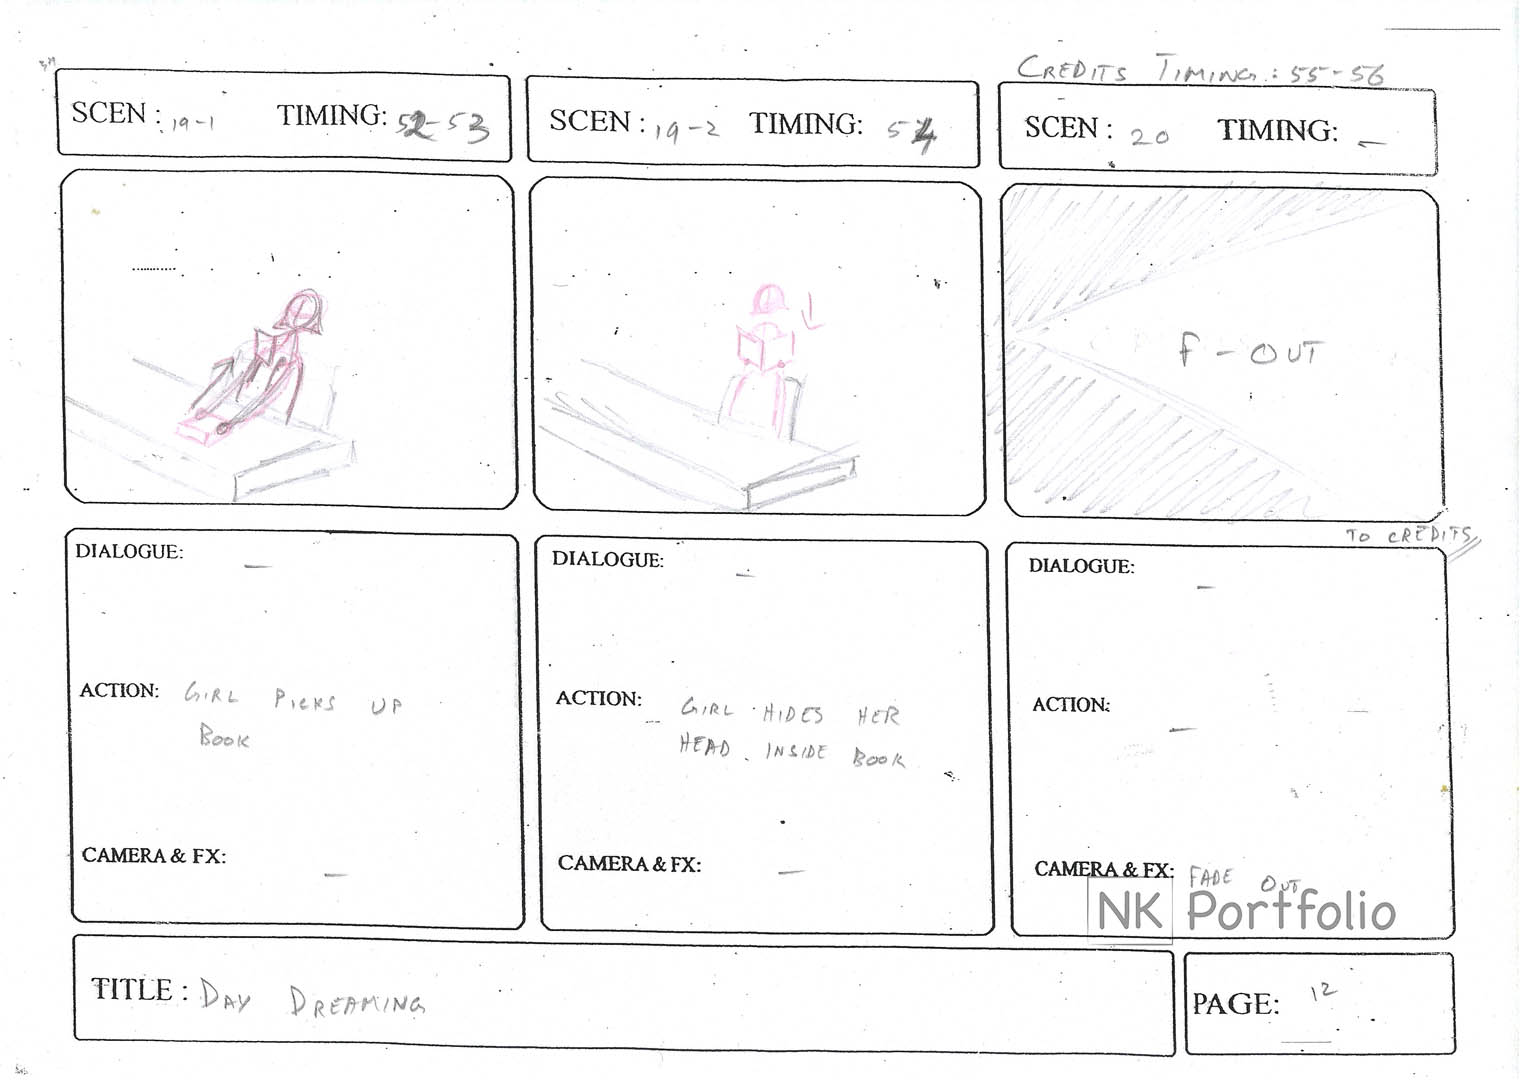 CREDITS TIMING: 55-56
SCEN: 19-1 TIMING: 52-53
SCEN: 19-2 TIMING: 54
SCEN: 20 TIMING: -
F-OUT
TO CREDITS
DIALOGUE: -
ACTION: GIRL PICKS UP
BOOK
CAMERA & FX: -
DIALOGUE: -
ACTION: GIRL HIDES HER
HEAD INSIDE BOOK
CAMERA & FX: -
DIALOGUE: -
ACTION: -
CAMERA & FX: FADE OUT
NK Portfolio
TITLE: DAY DREAMING
PAGE: 12